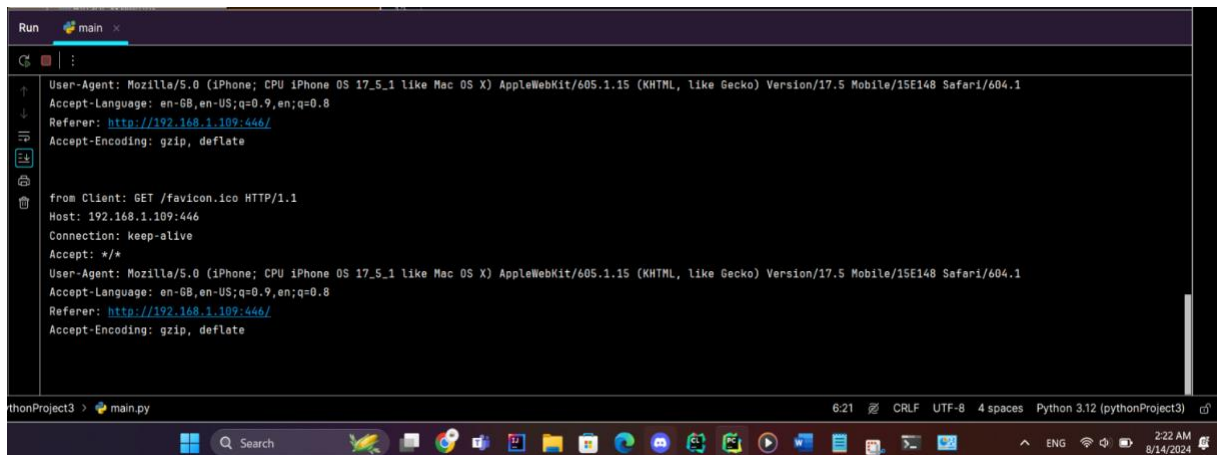 Run main ×
User-Agent: Mozilla/5.0 (iPhone; CPU iPhone OS 17_5_1 like Mac OS X) AppleWebKit/605.1.15 (KHTML, like Gecko) Version/17.5 Mobile/15E148 Safari/604.1
Accept-Language: en-GB,en-US;q=0.9,en;q=0.8
Referer: http://192.168.1.109:446/
Accept-Encoding: gzip, deflate
from Client: GET /favicon.ico HTTP/1.1
Host: 192.168.1.109:446
Connection: keep-alive
Accept: */*
User-Agent: Mozilla/5.0 (iPhone; CPU iPhone OS 17_5_1 like Mac OS X) AppleWebKit/605.1.15 (KHTML, like Gecko) Version/17.5 Mobile/15E148 Safari/604.1
Accept-Language: en-GB,en-US;q=0.9,en;q=0.8
Referer: http://192.168.1.109:446/
Accept-Encoding: gzip, deflate
ythonProject3 > main.py 6:21 CRLF UTF-8 4 spaces Python 3.12 (pythonProject3)
Search ENG 2:22 AM
8/14/2024